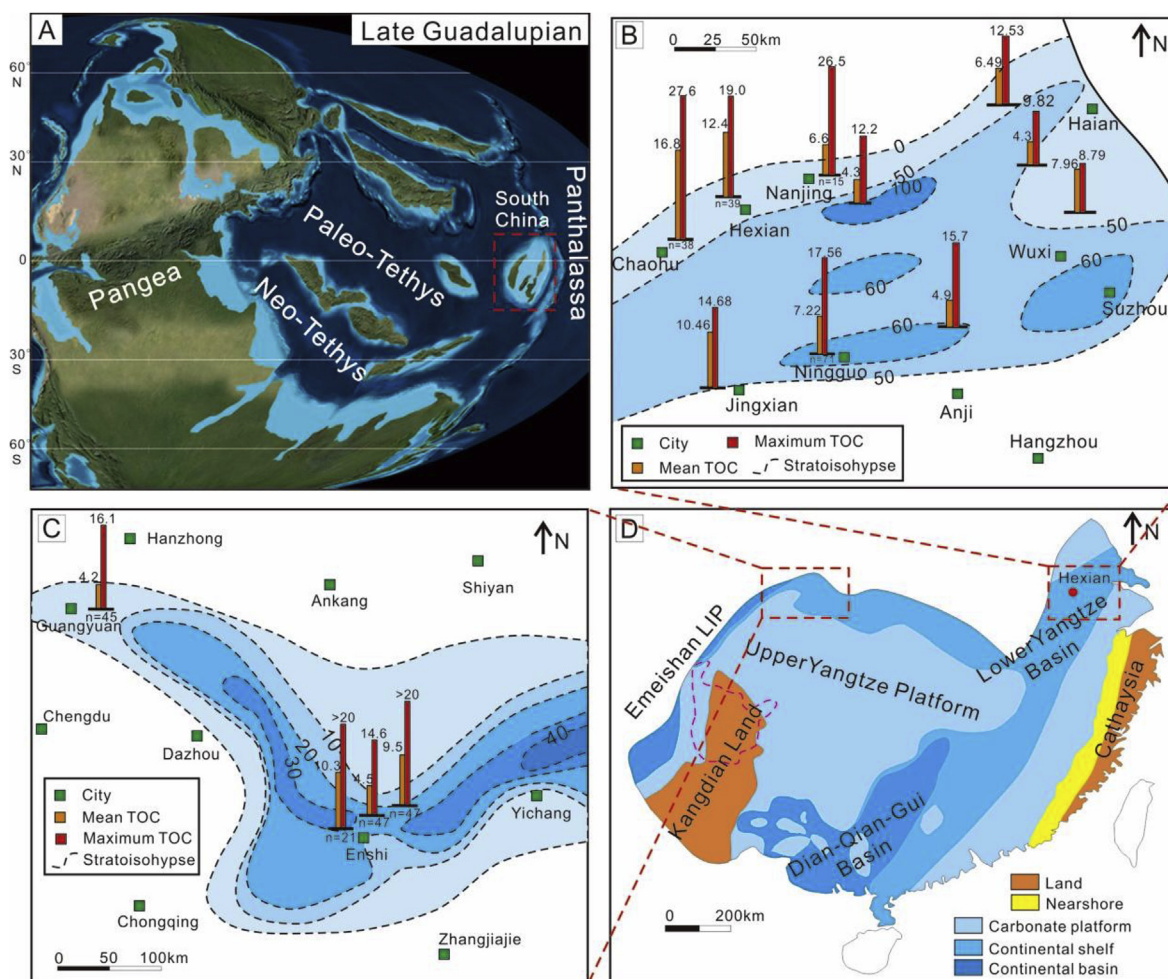 A
Late Guadalupian
60°
N
30°
N
0
30°
S
60°
S
South
China
Panthalassa
Paleo-Tethys
Pangea
Neo-Tethys
B
0 25 50km
N
12.53
6.49
27.6
19.0
26.5
9.82
16.8
12.4
6.6
12.2
0
4.3
Haian
7.96 8.79
n=15
Nanjing
4.3
50
100
n=39
Hexian
n=38
Chaohu
50
17.56
15.7
Wuxi
60
60
Suzhou
14.68
10.46
7.22
4.9
60
n=71
Ningguo
50
Jingxian
Anji
Hangzhou
City
Maximum TOC
Mean TOC
Stratoisohypse
C
N
16.1
Hanzhong
Shiyan
4.2
Ankang
n=45
Guangyuan
Chengdu
Dazhou
10
20
30
>20
14.6
>20
0.3
4.5
9.5
40
n=21
n=47
n=47
Enshi
Yichang
City
Mean TOC
Maximum TOC
Stratoisohypse
Chongqing
Zhangjiajie
0 50 100km
D
N
Hexian
Emeishan LIP
Upper Yangtze Platform
Lower Yangtze
Basin
Kangdian Land
Cathaysia
Dian-Qian-Gui
Basin
0 200km
Land
Nearshore
Carbonate platform
Continental shelf
Continental basin